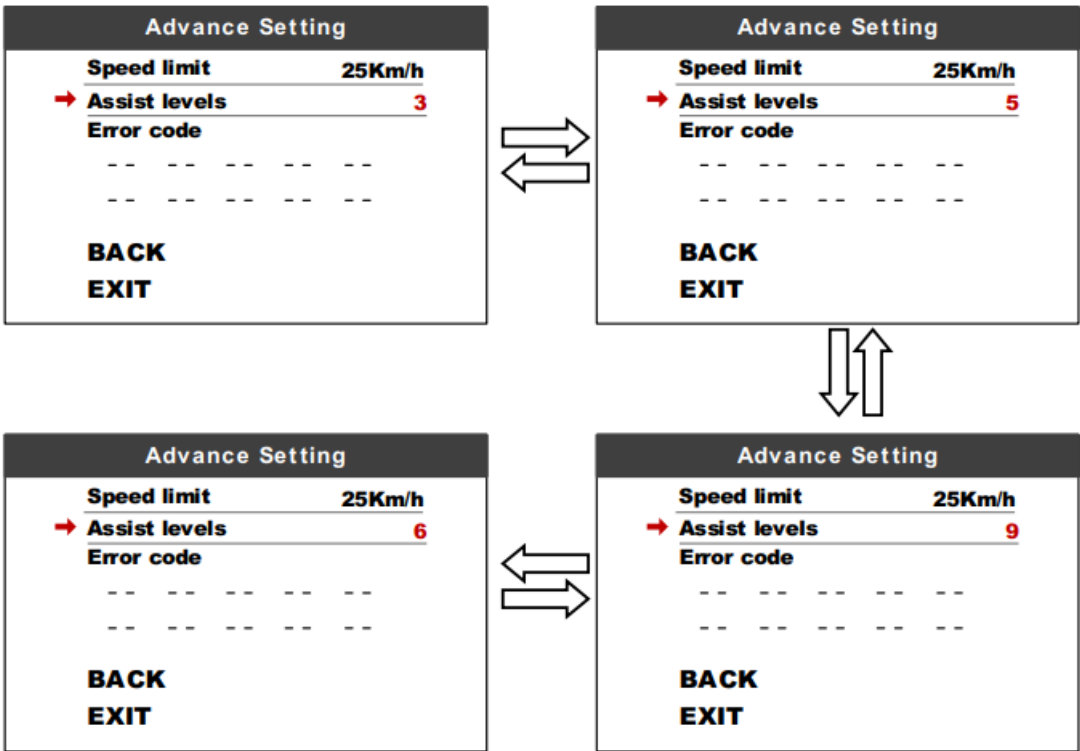 Advance Setting
Speed limit 25Km/h
Assist levels 3
Error code
-- -- -- -- --
-- -- -- -- --
BACK
EXIT
Advance Setting
Speed limit 25Km/h
Assist levels 5
Error code
-- -- -- -- --
-- -- -- -- --
BACK
EXIT
Advance Setting
Speed limit 25Km/h
Assist levels 6
Error code
-- -- -- -- --
-- -- -- -- --
BACK
EXIT
Advance Setting
Speed limit 25Km/h
Assist levels 9
Error code
-- -- -- -- --
-- -- -- -- --
BACK
EXIT